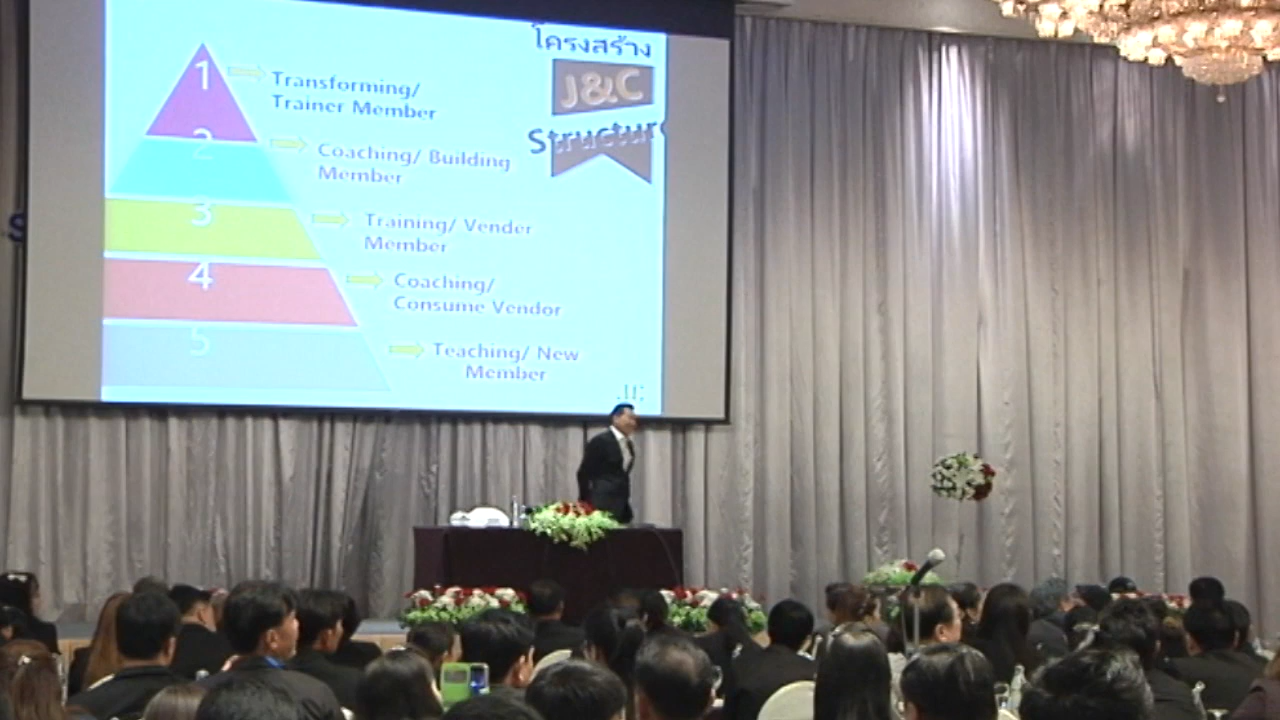 โครงสร้าง
J&C
Structure
1
Transforming/
Trainer Member
2
Coaching/ Building
Member
3
Training/ Vender
Member
4
Coaching/
Consume Vendor
5
Teaching/ New
Member
S